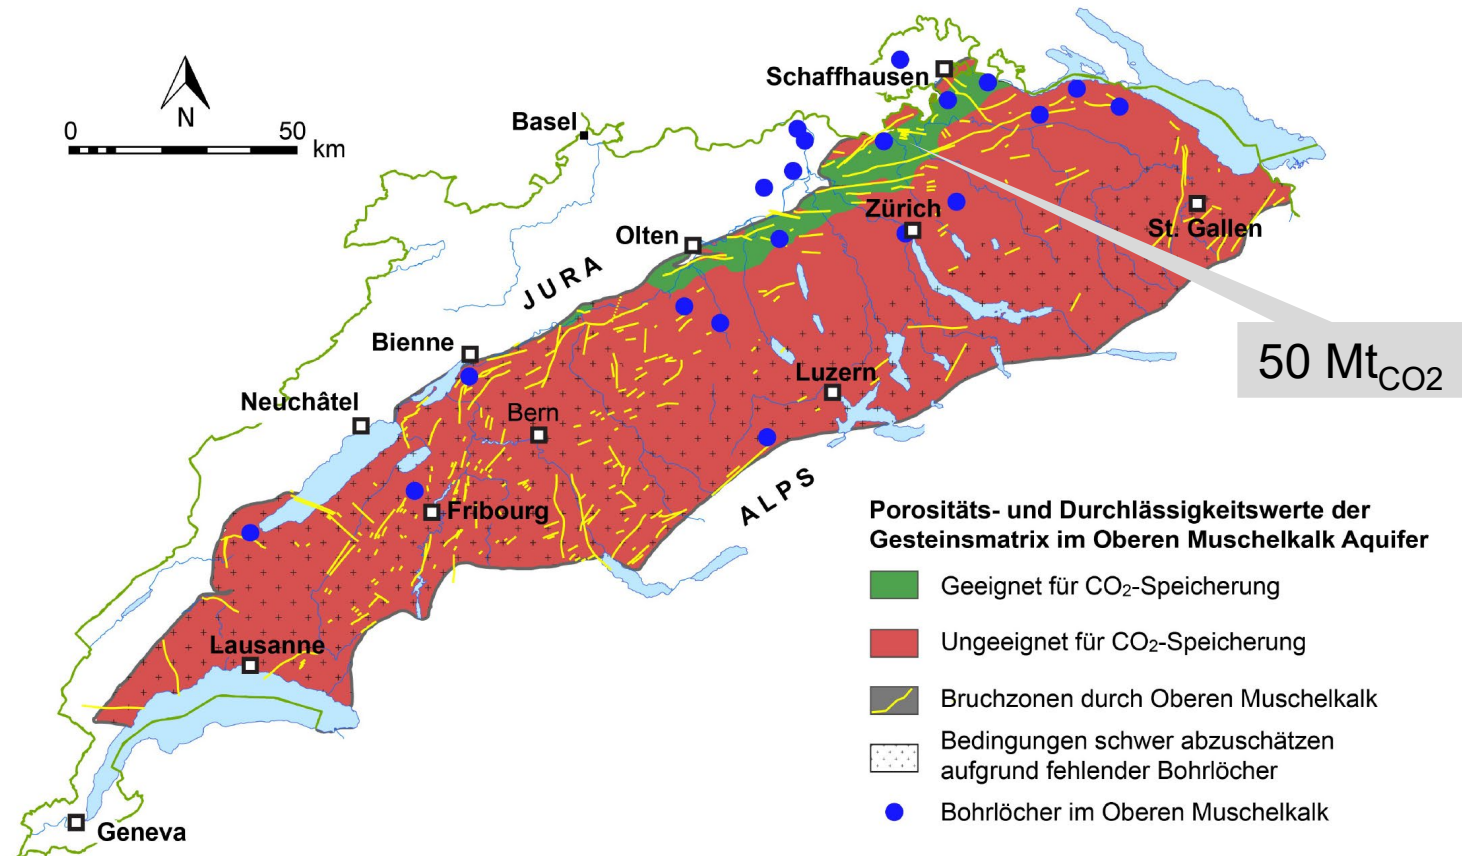 Schaffhausen
N
0 50
km
Basel
Zürich
St. Gallen
Olten
JURA
Bienne
50 Mt_CO2
Luzern
Neuchâtel
Bern
ALPS
Fribourg
Porositäts- und Durchlässigkeitswerte der
Gesteinsmatrix im Oberen Muschelkalk Aquifer
Geeignet für CO₂-Speicherung
Ungeeignet für CO₂-Speicherung
Lausanne
Bruchzonen durch Oberen Muschelkalk
Bedingungen schwer abzuschätzen
aufgrund fehlender Bohrlöcher
Bohrlöcher im Oberen Muschelkalk
Geneva